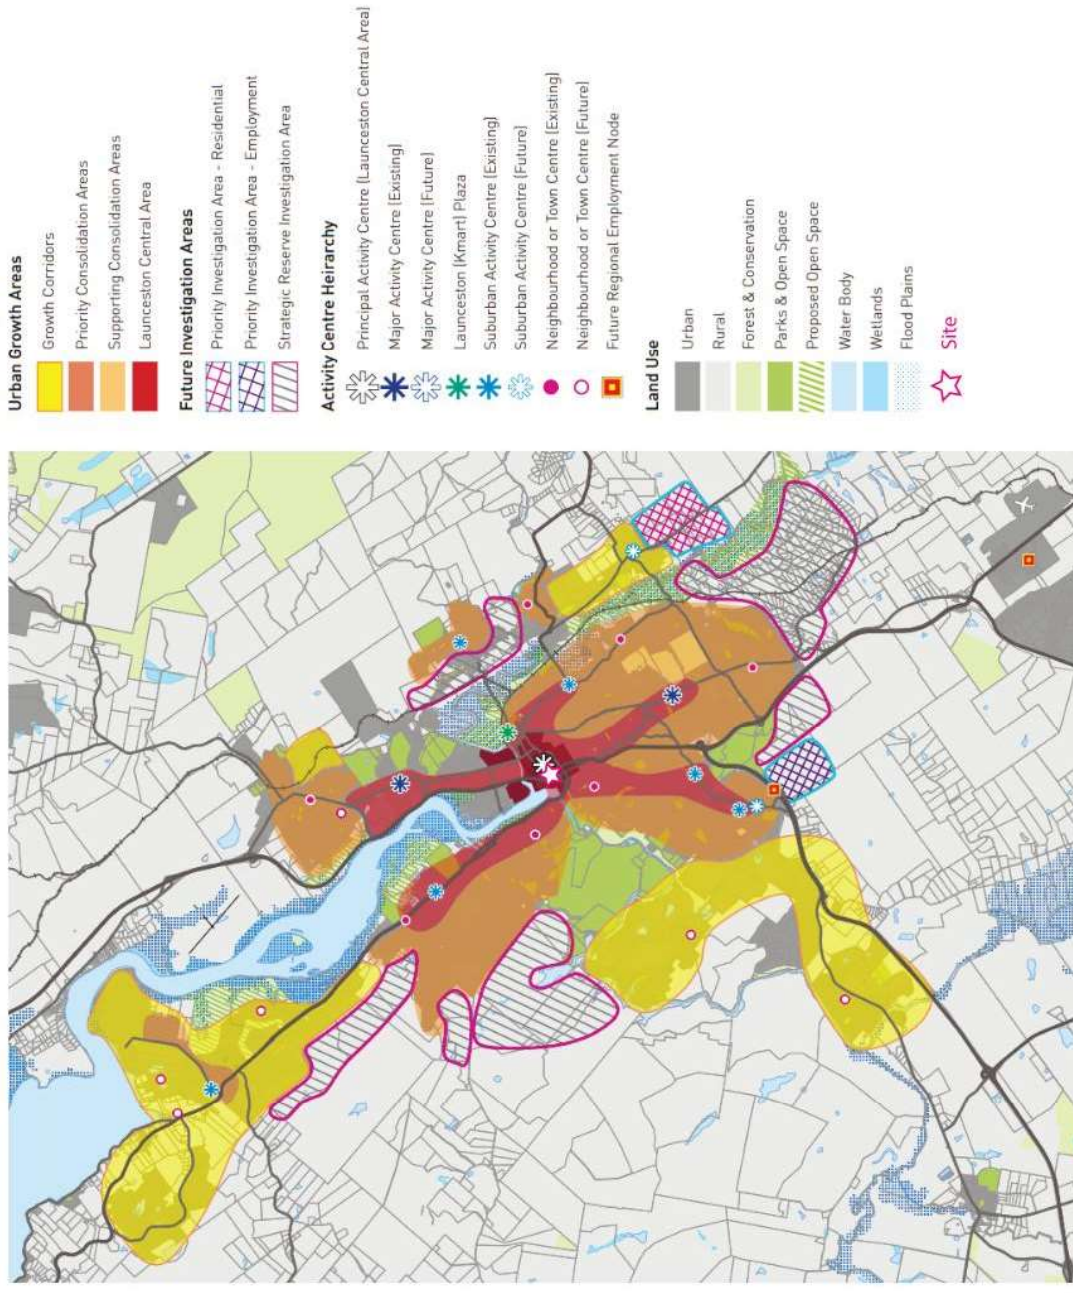 Urban Growth Areas
Growth Corridors
Priority Consolidation Areas
Supporting Consolidation Areas
Launceston Central Area
Future Investigation Areas
Priority Investigation Area - Residential
Priority Investigation Area - Employment
Strategic Reserve Investigation Area
Activity Centre Heirarchy
Principal Activity Centre (Launceston Central Area)
Major Activity Centre (Existing)
Major Activity Centre (Future)
Launceston (Kmart) Plaza
Suburban Activity Centre (Existing)
Suburban Activity Centre (Future)
Neighbourhood or Town Centre (Existing)
Neighbourhood or Town Centre (Future)
Future Regional Employment Node
Land Use
Urban
Rural
Forest & Conservation
Parks & Open Space
Proposed Open Space
Water Body
Wetlands
Flood Plains
Site